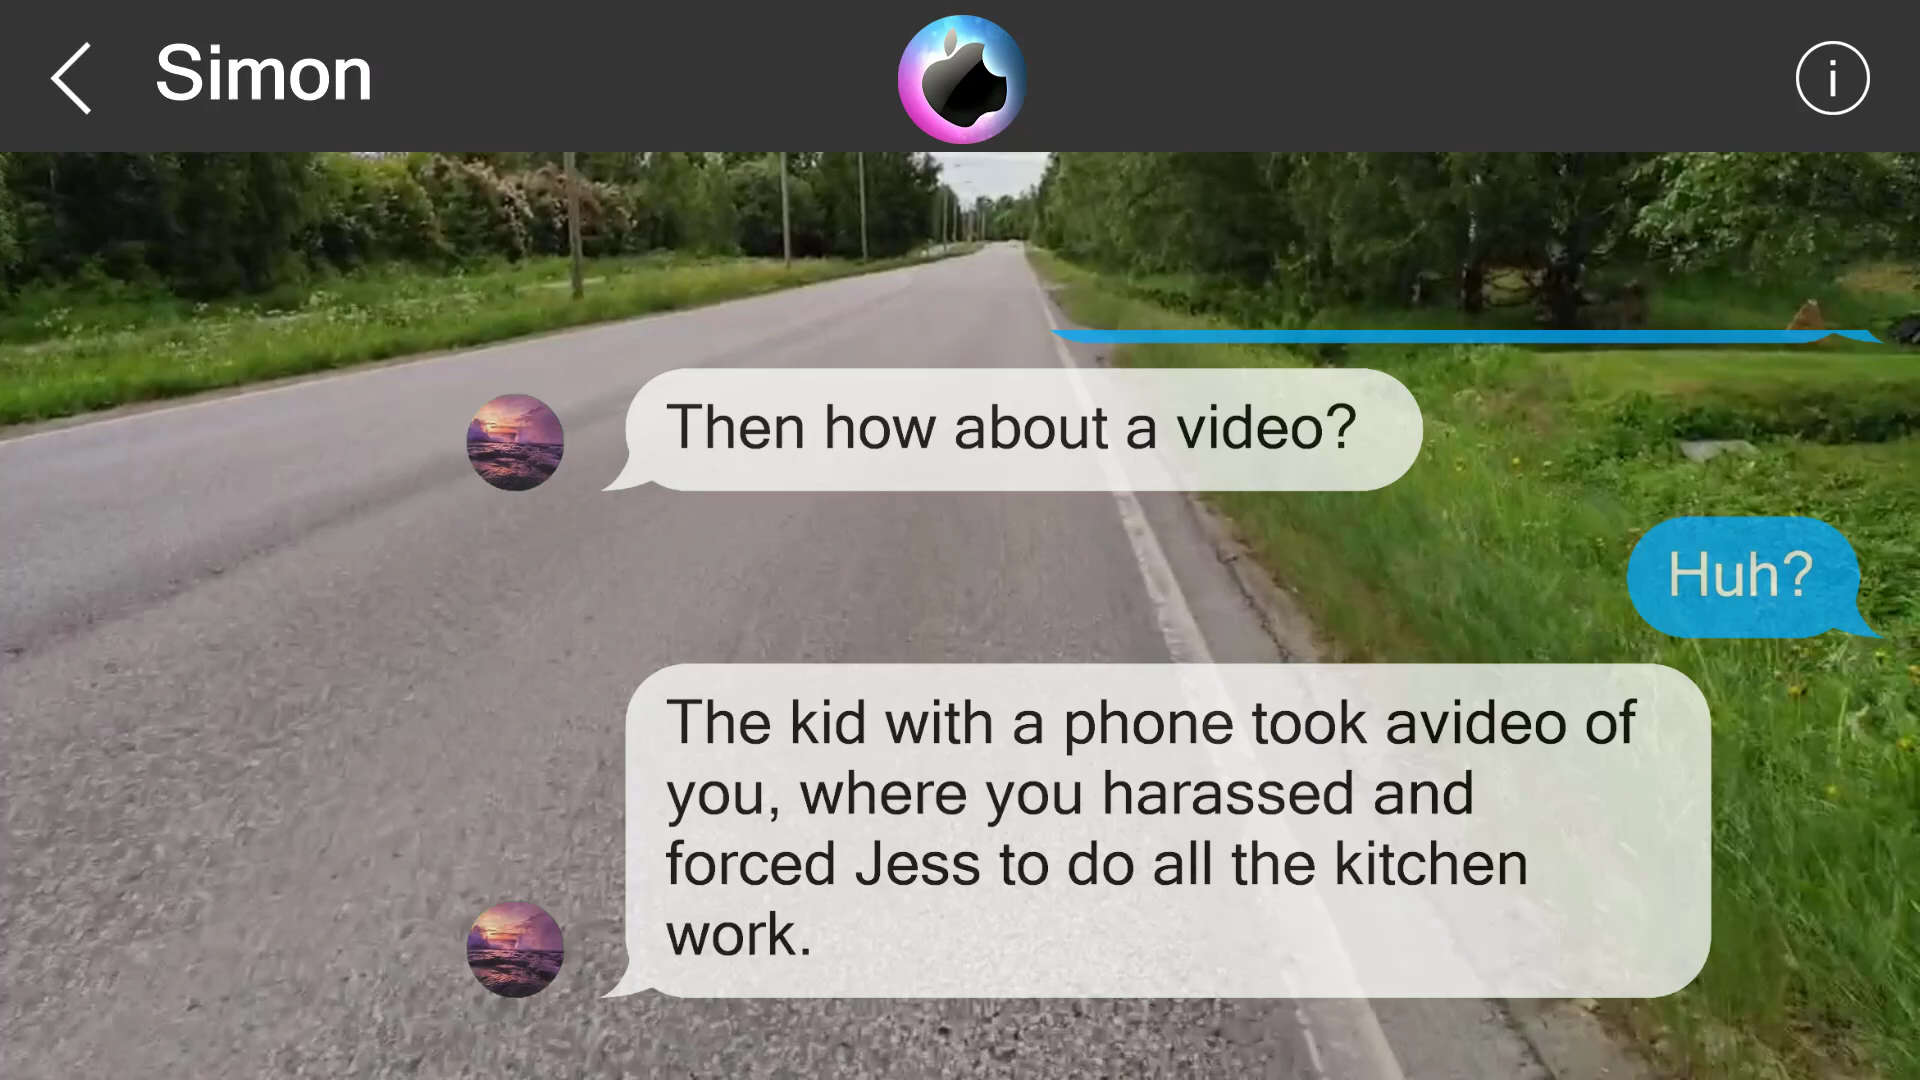 Simon
Then how about a video?
Huh?
The kid with a phone took avideo of
you, where you harassed and
forced Jess to do all the kitchen
work.